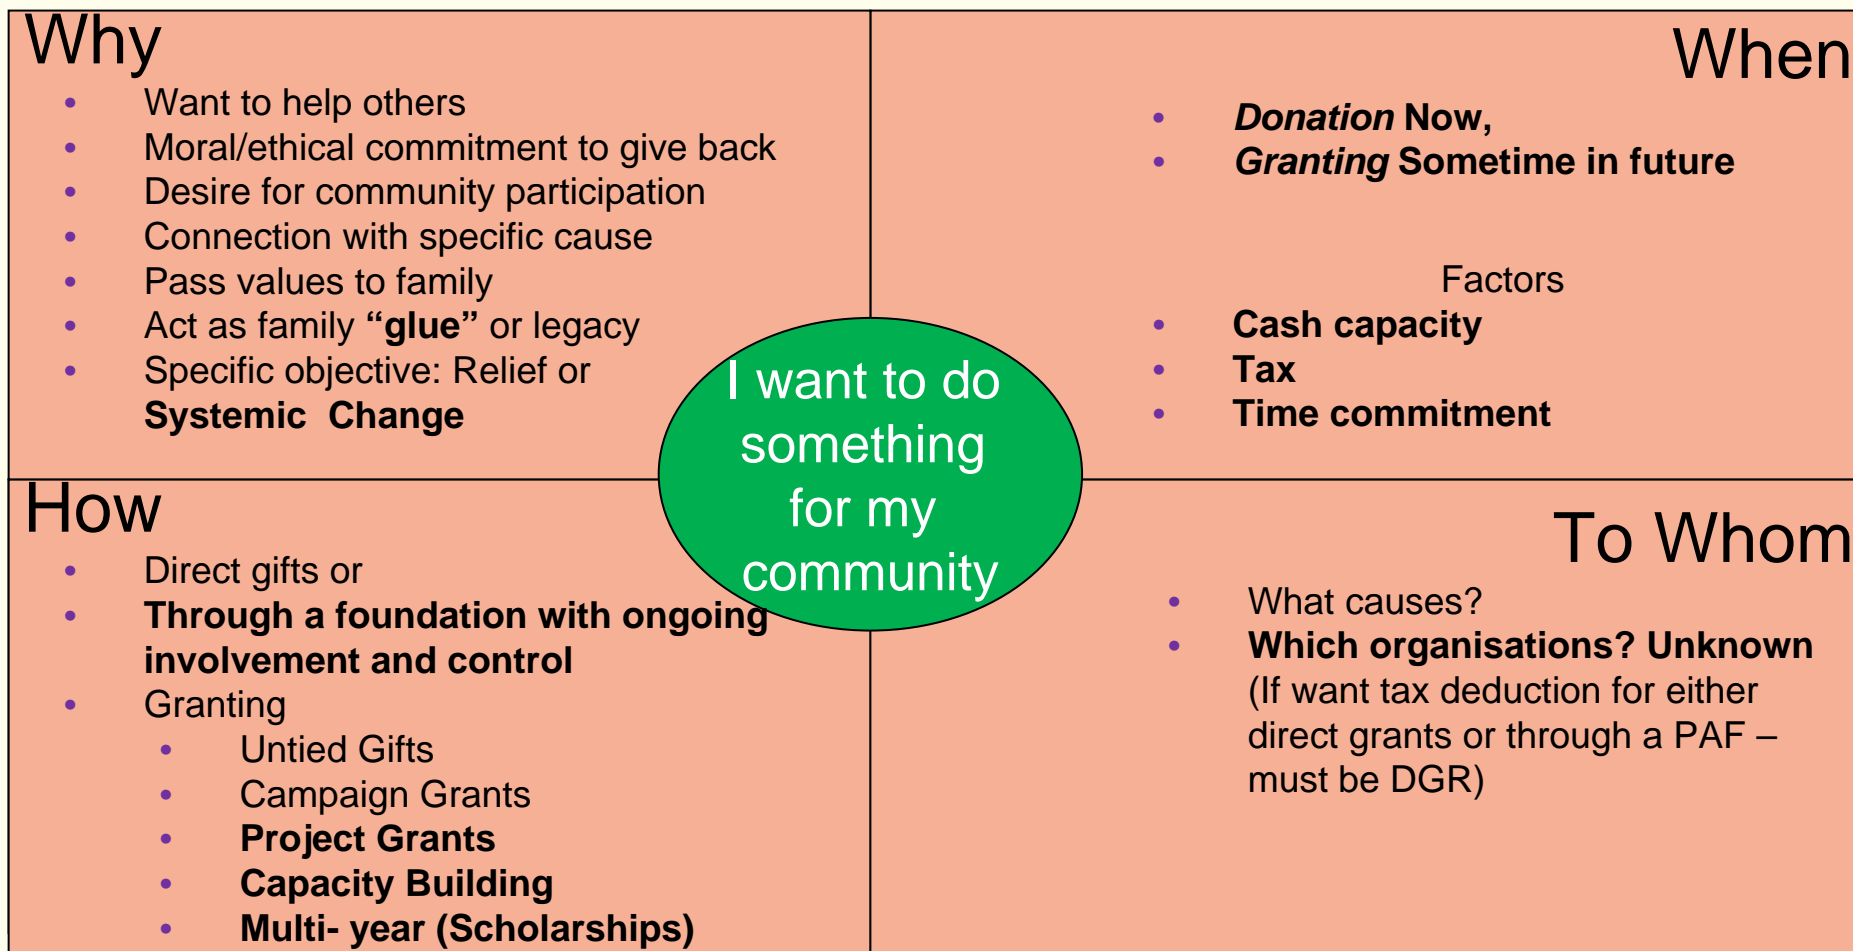 Why
Want to help others
Moral/ethical commitment to give back
Desire for community participation
Connection with specific cause
Pass values to family
Act as family “glue” or legacy
Specific objective: Relief or
Systemic  Change
When
Donation Now,
Granting Sometime in future
Factors
Cash capacity
Tax
Time commitment
I want to do
something
for my
community
How
Direct gifts or
Through a foundation with ongoing
involvement and control
Granting
Untied Gifts
Campaign Grants
Project Grants
Capacity Building
Multi- year (Scholarships)
To Whom
What causes?
Which organisations? Unknown
(If want tax deduction for either
direct grants or through a PAF –
must be DGR)